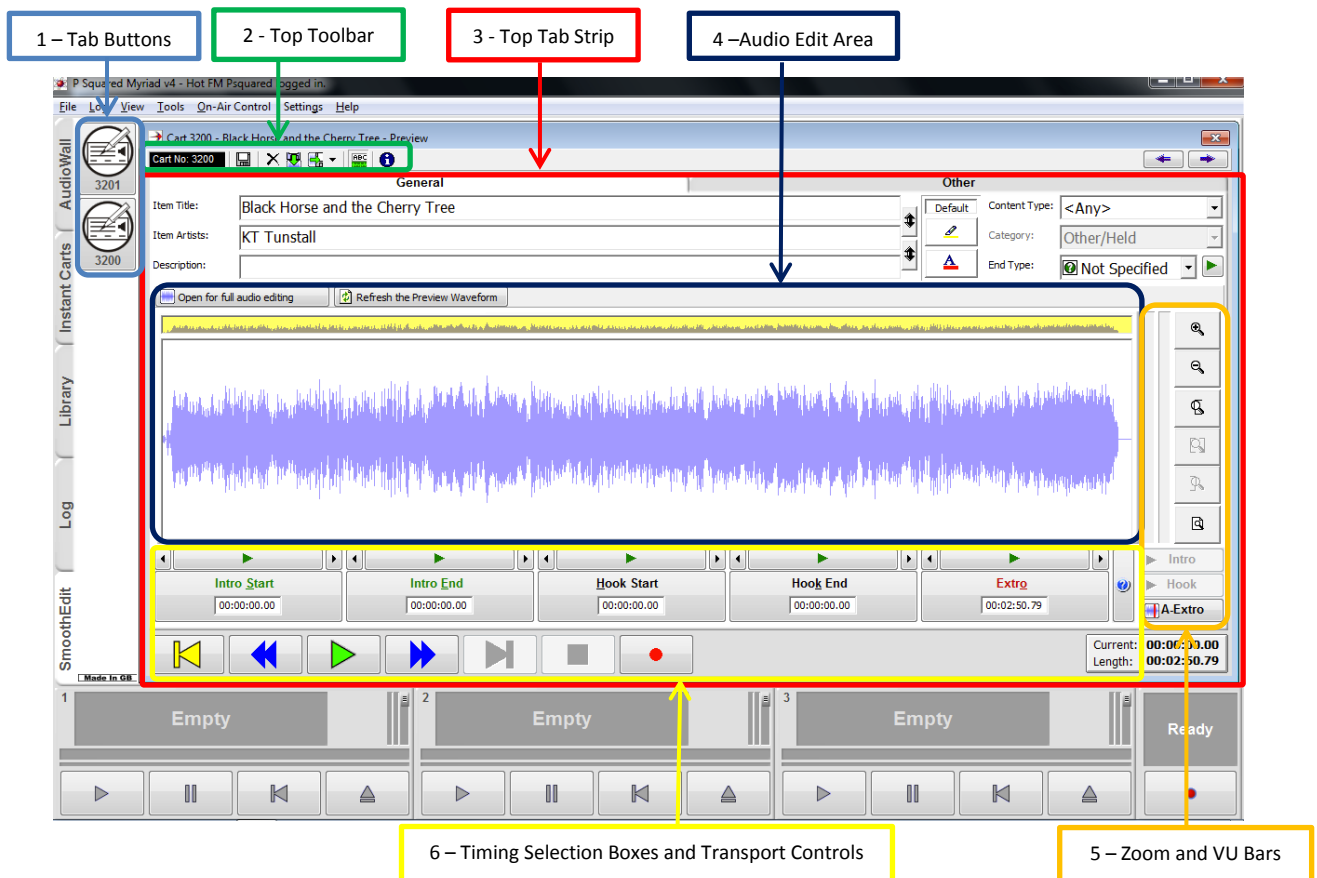 1 – Tab Buttons
2 - Top Toolbar
3 - Top Tab Strip
4 –Audio Edit Area
P Squared Myriad v4 - Hot FM Psquared logged in.
File Log View Tools On-Air Control Settings Help
AudioWall
Instant Carts
Library
Log
SmoothEdit
Made In GB
3201
3200
Cart 3200 - Black Horse and the Cherry Tree - Preview
Cart No: 3200
ABC
General
Other
Item Title:
Black Horse and the Cherry Tree
Default
Content Type:
<Any>
Item Artists:
KT Tunstall
Category:
Other/Held
Description:
A
End Type:
Not Specified
Open for full audio editing
Refresh the Preview Waveform
Intro Start
Intro End
Hook Start
Hook End
Extro
00:00:00.00
00:00:00.00
00:00:00.00
00:00:00.00
00:02:50.79
Intro
Hook
A-Extro
Current: 00:00:00.00
Length: 00:02:50.79
1
Empty
2
Empty
3
Empty
Ready
6 – Timing Selection Boxes and Transport Controls
5 – Zoom and VU Bars